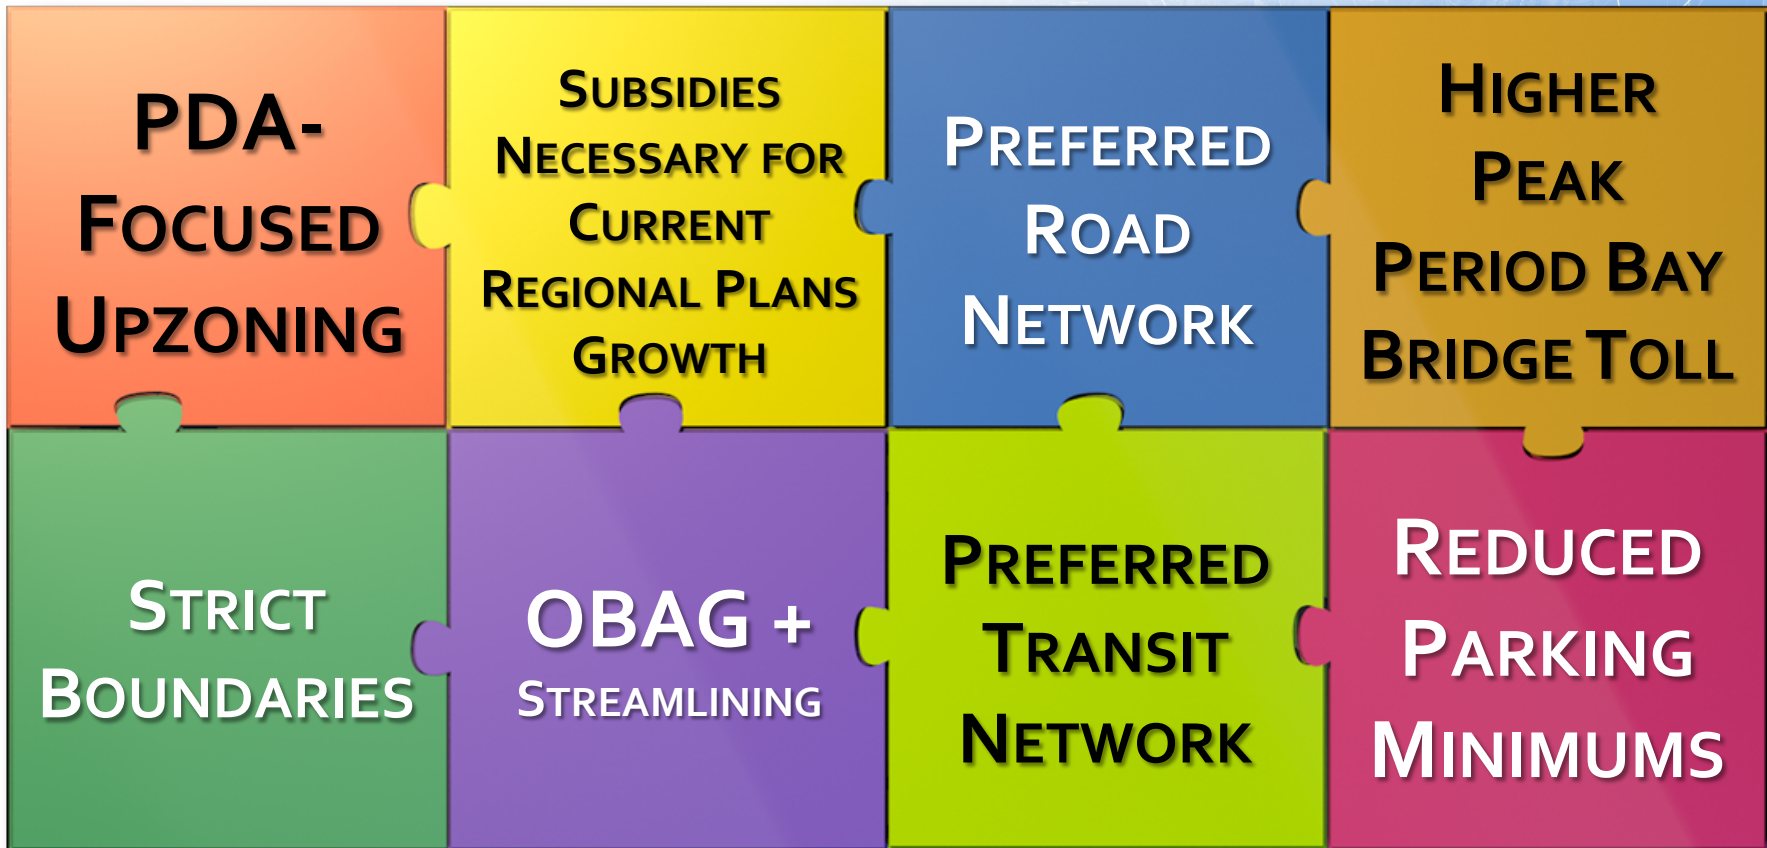 PDA-
FOCUSED
UPZONING
SUBSIDIES
NECESSARY FOR
CURRENT
REGIONAL PLANS
GROWTH
PREFERRED
ROAD
NETWORK
HIGHER
PEAK
PERIOD BAY
BRIDGE TOLL
STRICT
BOUNDARIES
OBAG +
STREAMLINING
PREFERRED
TRANSIT
NETWORK
REDUCED
PARKING
MINIMUMS